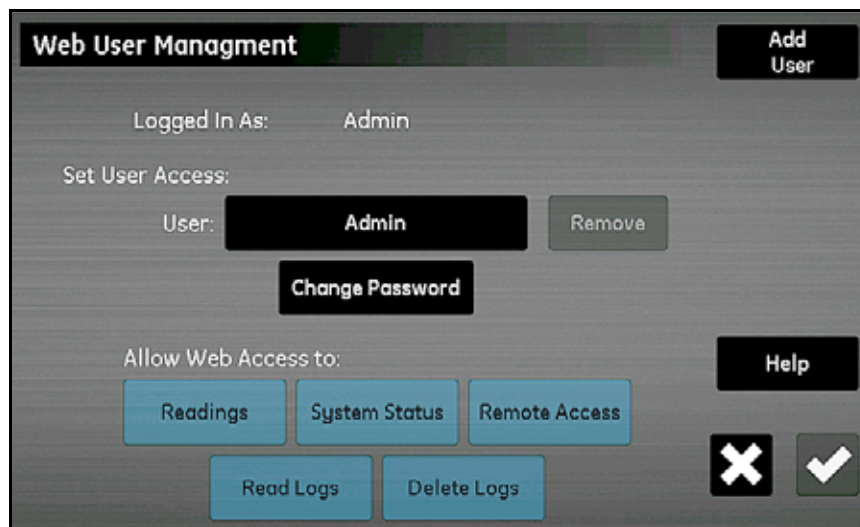 Web User Managment
Add
User
Logged In As: Admin
Set User Access:
User: Admin Remove
Change Password
Allow Web Access to:
Help
Readings System Status Remote Access
Read Logs Delete Logs